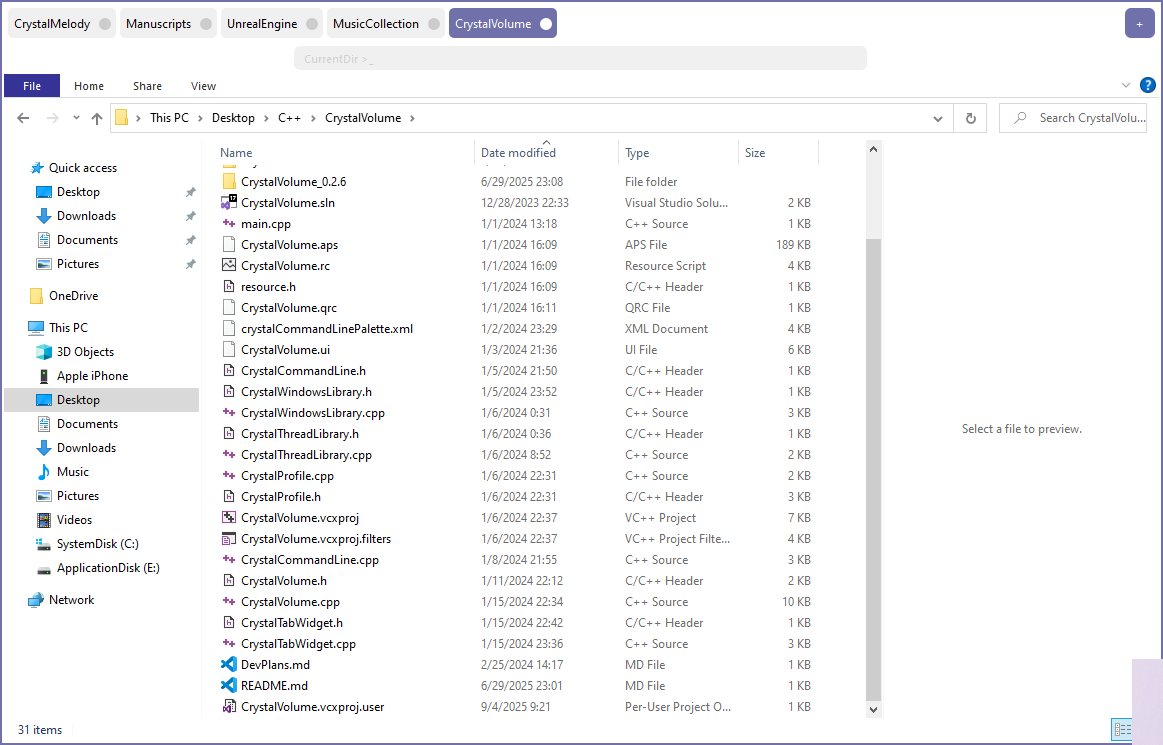 CrystalMelody Manuscripts UnrealEngine MusicCollection CrystalVolume +
CurrentDir >_
File Home Share View ?
This PC > Desktop > C++ > CrystalVolume > Search CrystalVolu...
Name Date modified Type Size
Quick access
Desktop
Downloads
Documents
Pictures
OneDrive
This PC
3D Objects
Apple iPhone
Desktop
Documents
Downloads
Music
Pictures
Videos
SystemDisk (C:)
ApplicationDisk (E:)
Network
CrystalVolume_0.2.6 6/29/2025 23:08 File folder
CrystalVolume.sln 12/28/2023 22:33 Visual Studio Solu... 2 KB
main.cpp 1/1/2024 13:18 C++ Source 1 KB
CrystalVolume.aps 1/1/2024 16:09 APS File 189 KB
CrystalVolume.rc 1/1/2024 16:09 Resource Script 4 KB
resource.h 1/1/2024 16:09 C/C++ Header 1 KB
CrystalVolume.qrc 1/1/2024 16:11 QRC File 1 KB
crystalCommandLinePalette.xml 1/2/2024 23:29 XML Document 4 KB
CrystalVolume.ui 1/3/2024 21:36 UI File 6 KB
CrystalCommandLine.h 1/5/2024 21:50 C/C++ Header 1 KB
CrystalWindowsLibrary.h 1/5/2024 23:52 C/C++ Header 1 KB
CrystalWindowsLibrary.cpp 1/6/2024 0:31 C++ Source 3 KB
CrystalThreadLibrary.h 1/6/2024 0:36 C/C++ Header 1 KB
CrystalThreadLibrary.cpp 1/6/2024 8:52 C++ Source 2 KB
CrystalProfile.cpp 1/6/2024 22:31 C++ Source 2 KB
CrystalProfile.h 1/6/2024 22:31 C/C++ Header 3 KB
CrystalVolume.vcxproj 1/6/2024 22:37 VC++ Project 7 KB
CrystalVolume.vcxproj.filters 1/6/2024 22:37 VC++ Project Filte... 4 KB
CrystalCommandLine.cpp 1/8/2024 21:55 C++ Source 3 KB
CrystalVolume.h 1/11/2024 22:12 C/C++ Header 2 KB
CrystalVolume.cpp 1/15/2024 22:34 C++ Source 10 KB
CrystalTabWidget.h 1/15/2024 22:42 C/C++ Header 1 KB
CrystalTabWidget.cpp 1/15/2024 23:36 C++ Source 3 KB
DevPlans.md 2/25/2024 14:17 MD File 1 KB
README.md 6/29/2025 23:01 MD File 1 KB
CrystalVolume.vcxproj.user 9/4/2025 9:21 Per-User Project O... 1 KB
Select a file to preview.
31 items